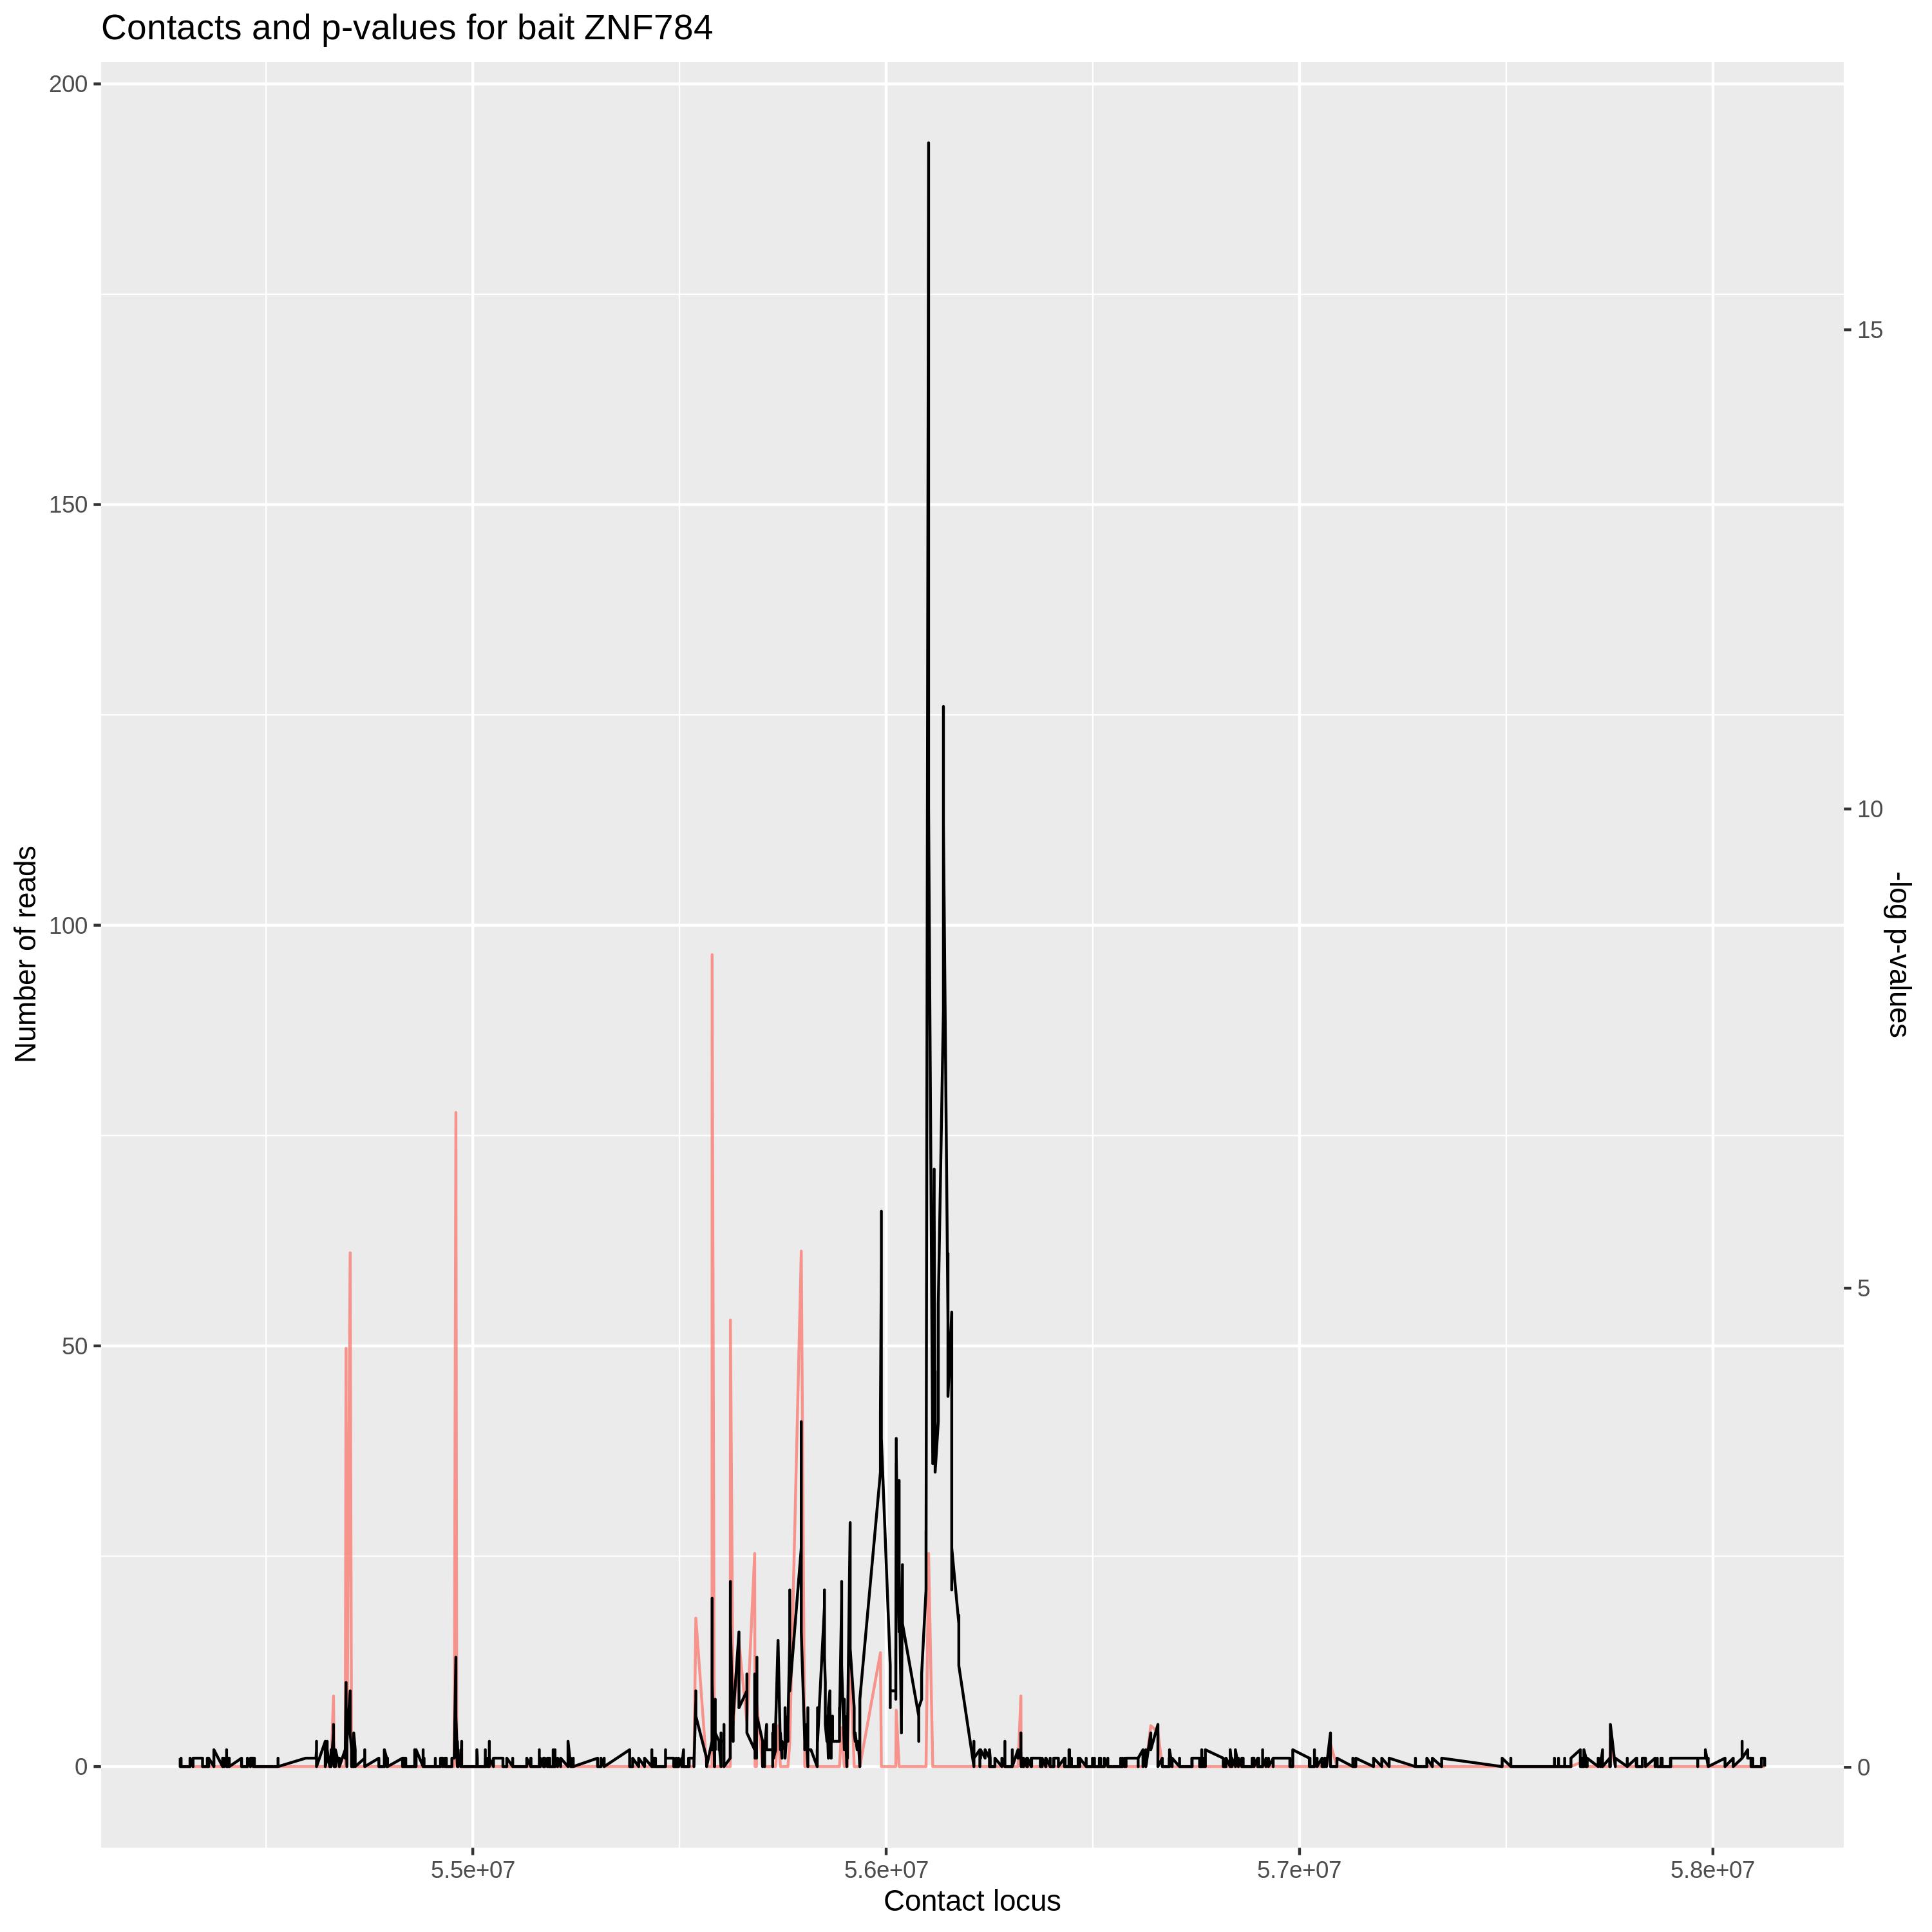 Contacts and p-values for bait ZNF784
200
150
100
50
0
15
10
5
0
Number of reads
-log p-values
5.5e+07
5.6e+07
5.7e+07
5.8e+07
Contact locus